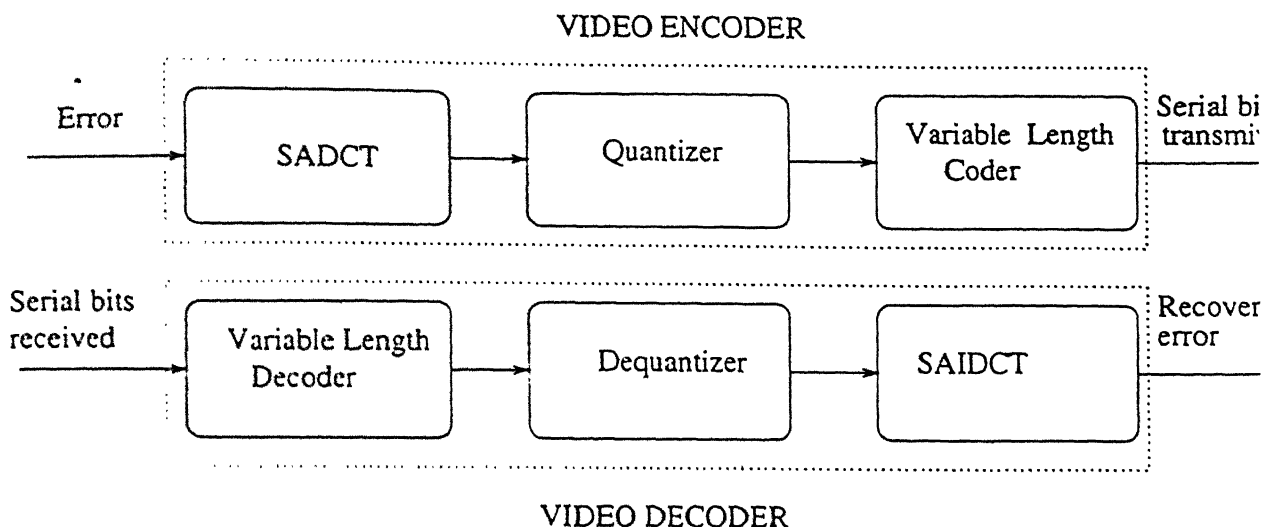 VIDEO ENCODER
Error
SADCT
Quantizer
Variable Length
Coder
Serial bi
transmi
Serial bits
received
Variable Length
Decoder
Dequantizer
SAIDCT
Recover
error
VIDEO DECODER